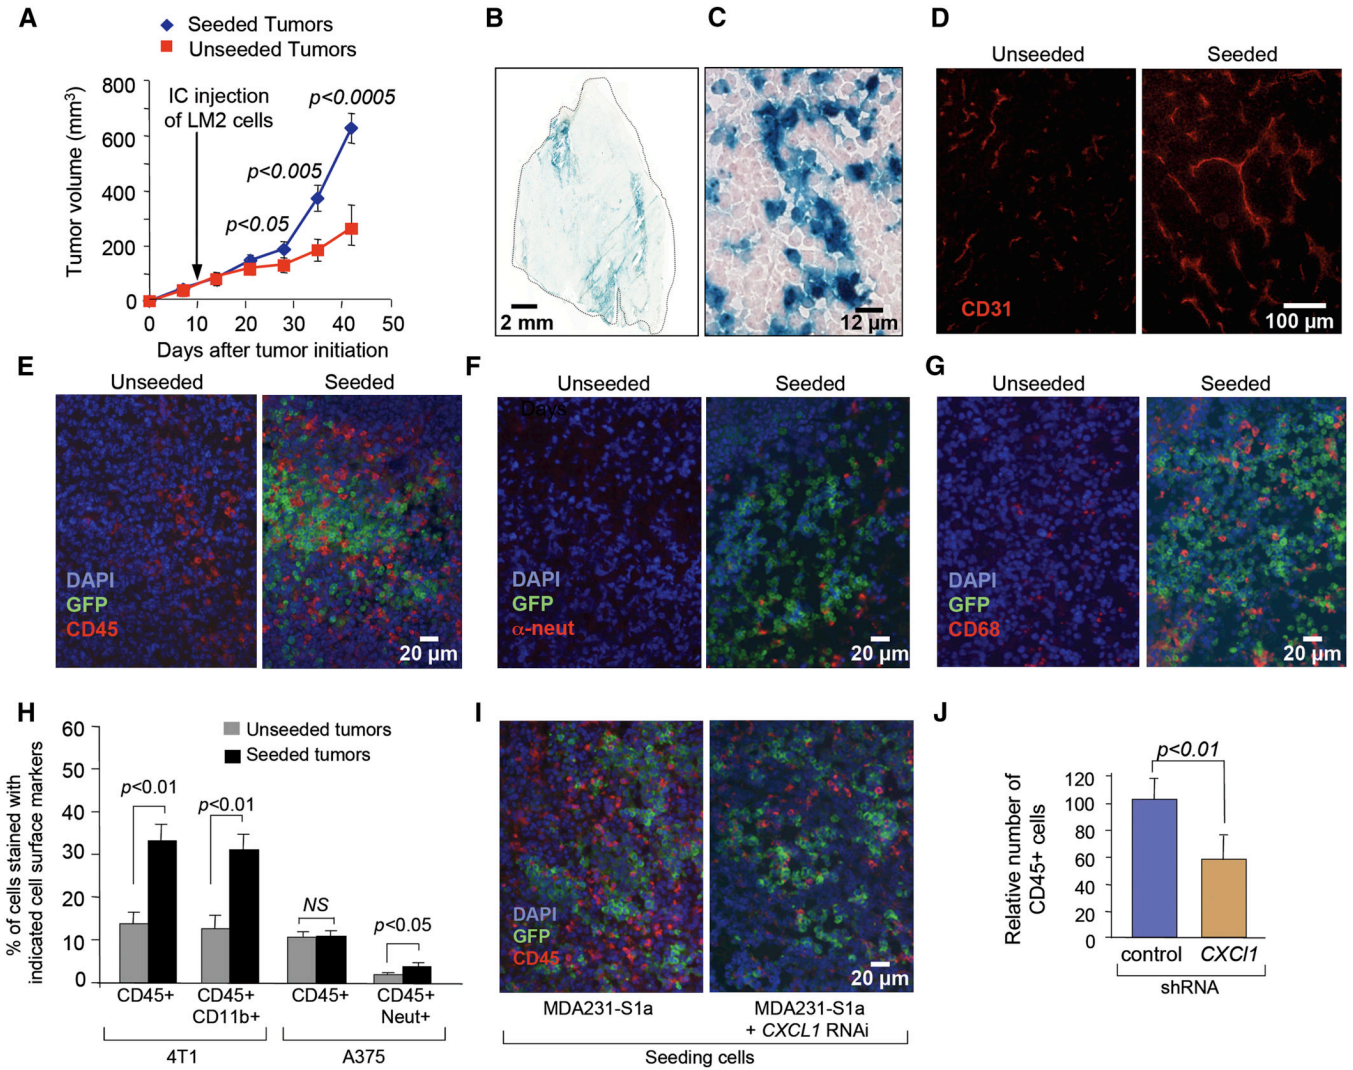 A
Seeded Tumors
Unseeded Tumors
Tumor volume (mm³)
800
600
400
200
0
IC injection
of LM2 cells
p<0.0005
p<0.005
p<0.05
0 10 20 30 40 50
Days after tumor initiation
B
2 mm
C
12 µm
D
Unseeded Seeded
CD31
100 µm
E
Unseeded Seeded
DAPI
GFP
CD45
20 µm
F
Unseeded Seeded
Days
DAPI
GFP
α-neut
20 µm
G
Unseeded Seeded
DAPI
GFP
CD68
20 µm
H
Unseeded tumors
Seeded tumors
% of cells stained with
indicated cell surface markers
60
50
40
30
20
10
0
p<0.01
p<0.01
NS
p<0.05
CD45+ CD45+ CD45+ CD45+
CD11b+ Neut+
4T1 A375
I
DAPI
GFP
CD45
20 µm
MDA231-S1a MDA231-S1a
+ CXCL1 RNAi
Seeding cells
J
p<0.01
Relative number of
CD45+ cells
120
100
80
60
40
20
0
control CXCl1
shRNA